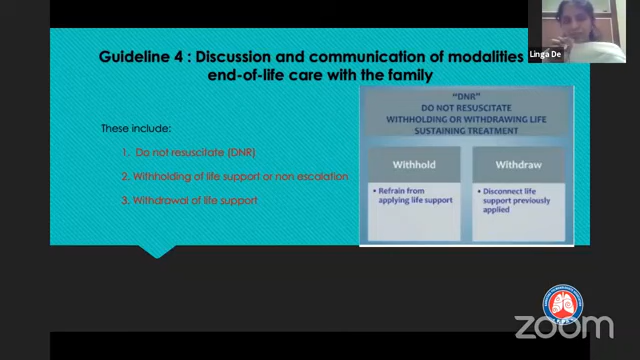 Guideline 4 : Discussion and communication of modalities
end-of-life care with the family
Linga De
These include:
1. Do not resuscitate (DNR)
2. Withholding of life support or non escalation
3. Withdrawal of life support
“DNR”
DO NOT RESUSCITATE
WITHHOLDING OR WITHDRAWING LIFE
SUSTAINING TREATMENT
Withhold
• Refrain from
applying life support
Withdraw
• Disconnect life
support previously
applied
zoom